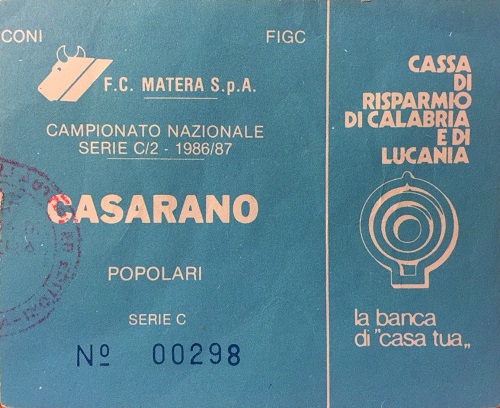 CONI
FIGC
F.C. MATERA S.p.A.
CAMPIONATO NAZIONALE
SERIE C/2 - 1986/87
CASARANO
POPOLARI
SERIE C
Nº 00298
CASSA
DI
RISPARMIO
DI CALABRIA
E DI
LUCANIA
la banca
di "casa tua„